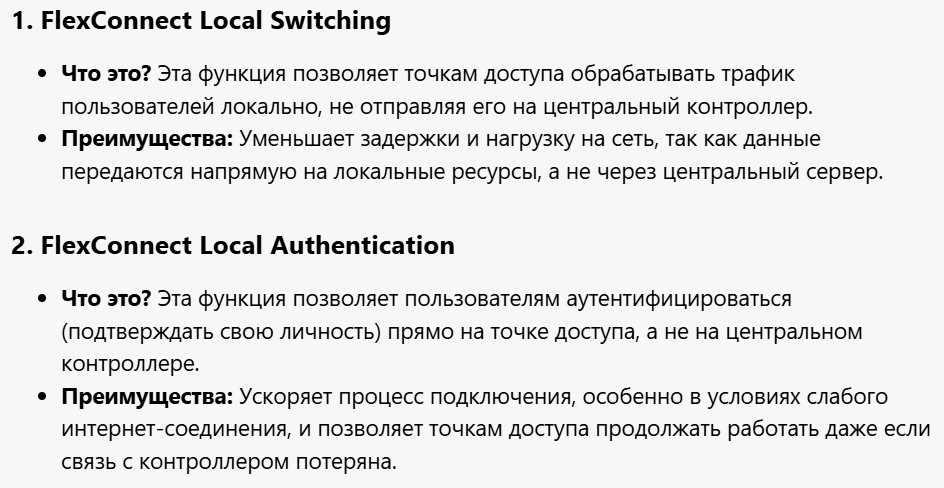 1. FlexConnect Local Switching
• Что это? Эта функция позволяет точкам доступа обрабатывать трафик
пользователей локально, не отправляя его на центральный контроллер.
• Преимущества: Уменьшает задержки и нагрузку на сеть, так как данные
передаются напрямую на локальные ресурсы, а не через центральный сервер.
2. FlexConnect Local Authentication
• Что это? Эта функция позволяет пользователям аутентифицироваться
(подтверждать свою личность) прямо на точке доступа, а не на центральном
контроллере.
• Преимущества: Ускоряет процесс подключения, особенно в условиях слабого
интернет-соединения, и позволяет точкам доступа продолжать работать даже если
связь с контроллером потеряна.